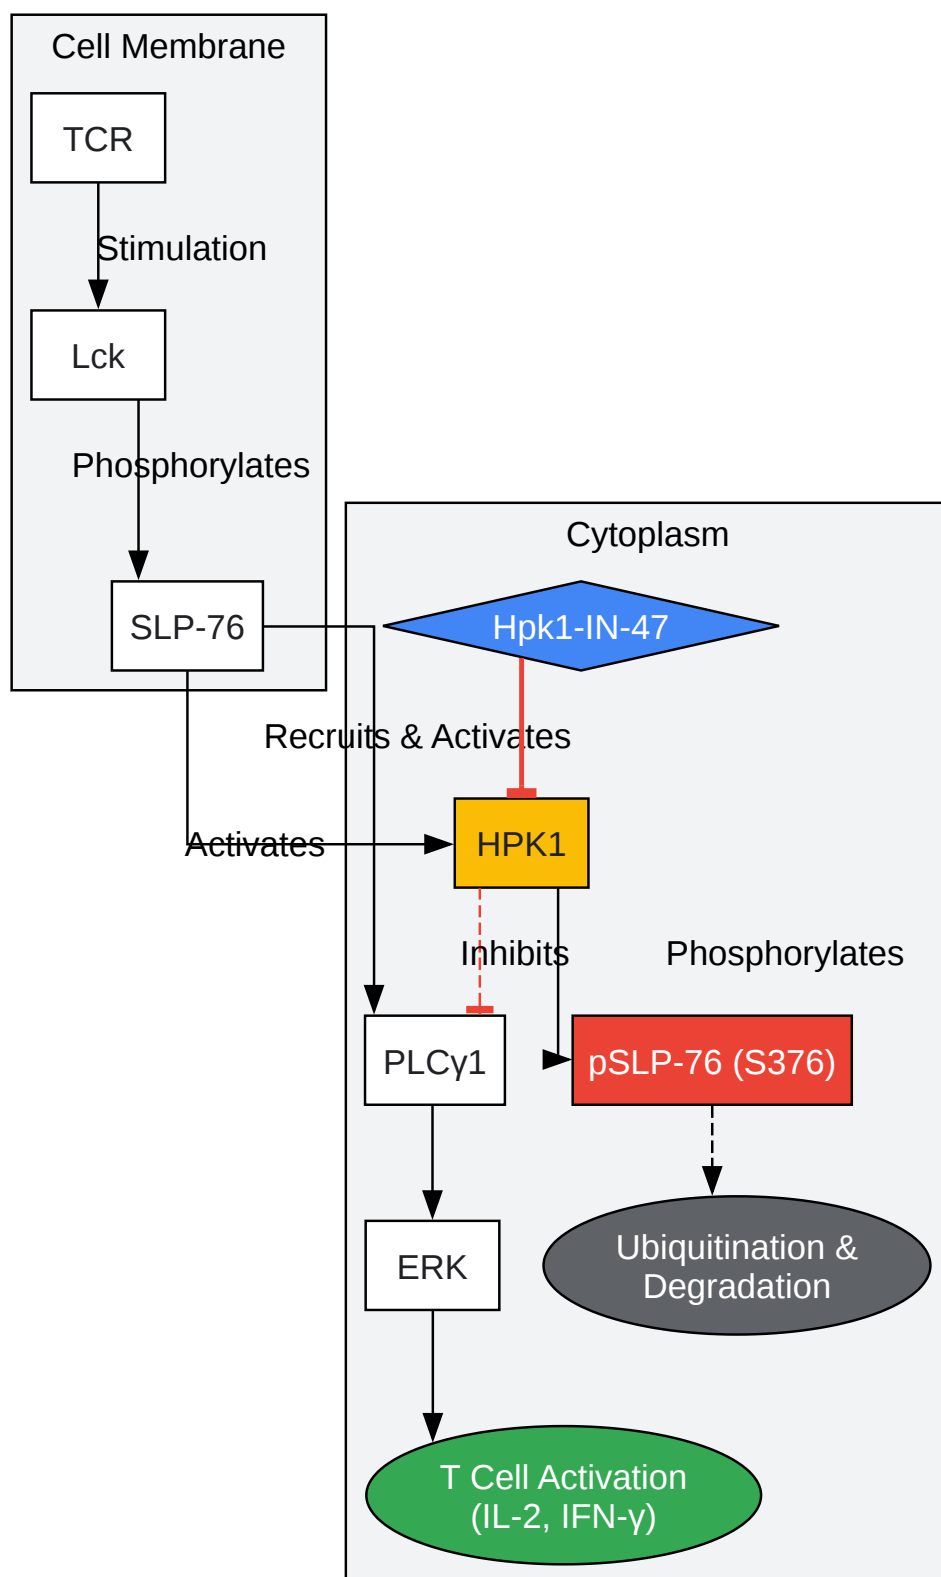 Cell Membrane
TCR
Stimulation
Lck
Phosphorylates
Cytoplasm
SLP-76
Hpk1-IN-47
Recruits & Activates
Activates
HPK1
Inhibits
Phosphorylates
PLCγ1
pSLP-76 (S376)
ERK
Ubiquitination &
Degradation
T Cell Activation
(IL-2, IFN-γ)